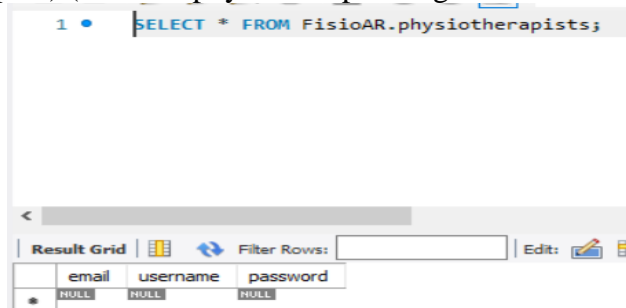 1 SELECT * FROM FisioAR.physiotherapists;
<
Result Grid Filter Rows: Edit:
email username password
* NULL NULL NULL